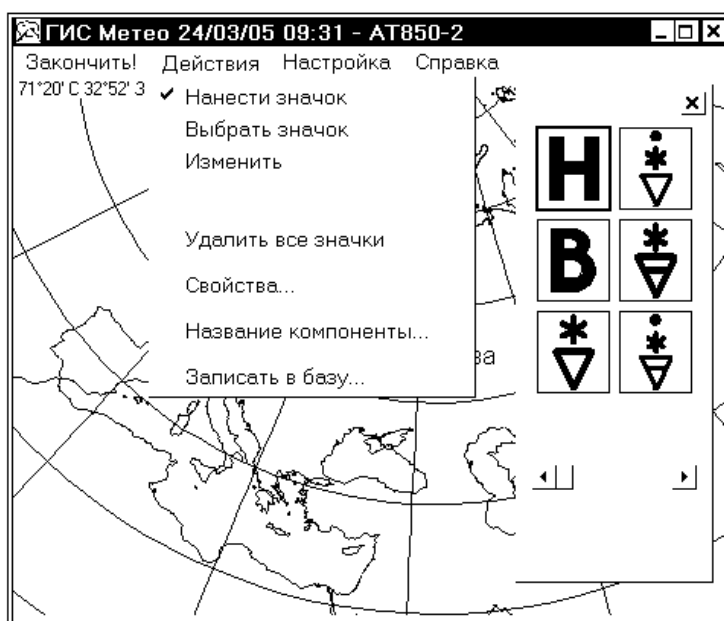 ГИС Метео 24/03/05 09:31 - АТ850-2
Закончить! Действия Настройка Справка
71°20' С 32°52' З
Нанести значок
Выбрать значок
Изменить
Удалить все значки
Свойства...
Название компоненты...
Записать в базу...
ва
Н
В